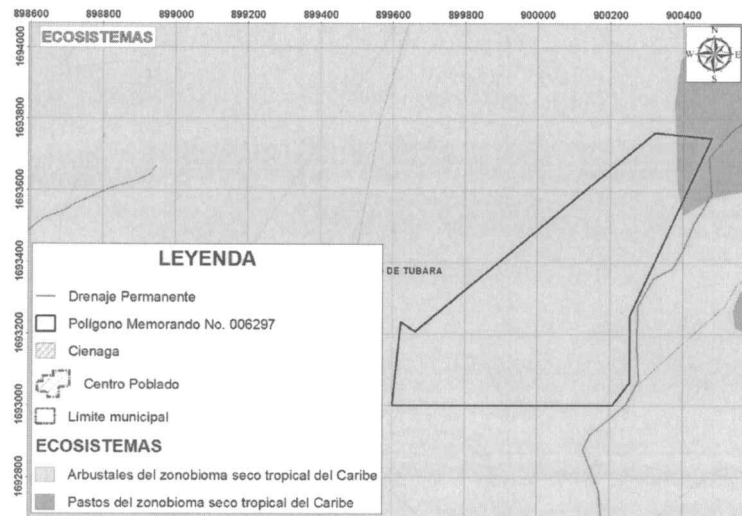 898600 898800 899000 899200 899400 899600 899800 900000 900200 900400
ECOSISTEMAS
N
W E
S
1694000
1693800
1693600
1693400
1693200
1693000
1692800
DE TUBARA
LEYENDA
Drenaje Permanente
Polígono Memorando No. 006297
Cienaga
Centro Poblado
Límite municipal
ECOSISTEMAS
Arbustales del zonobioma seco tropical del Caribe
Pastos del zonobioma seco tropical del Caribe